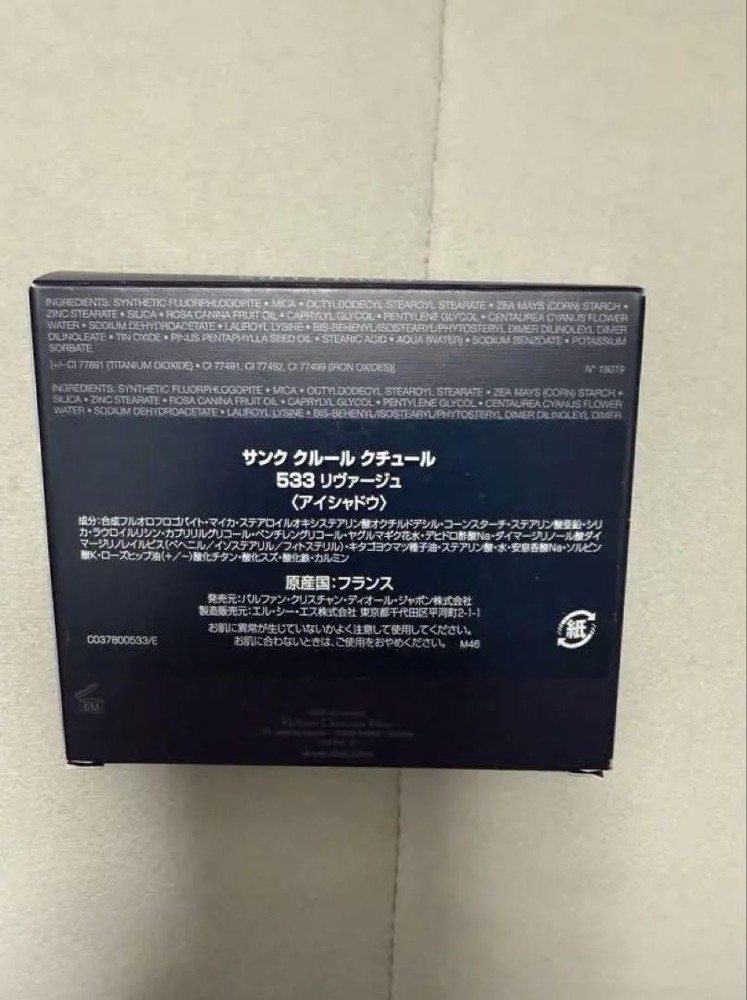 INGREDIENTS: SYNTHETIC FLUORPHLOGOPITE • MICA • OCTYLDODECYL STEAROYL STEARATE • ZEA MAYS (CORN) STARCH •
ZINC STEARATE • SILICA • ROSA CANINA FRUIT OIL • CAPRYLYL GLYCOL • PENTYLENE GLYCOL • CENTAUREA CYANUS FLOWER
WATER • SODIUM DEHYDROACETATE • LAUROYL LYSINE • BIS-BEHENYL/ISOSTEARYL/PHYTOSTERYL DIMER DILINOLEYL DIMER
DILINOLEATE • TIN OXIDE • PINUS PENTAPHYLLA SEED OIL • STEARIC ACID • AQUA (WATER) • SODIUM BENZOATE • POTASSIUM
SORBATE
[+/- CI 77891 (TITANIUM DIOXIDE) • CI 77491, CI 77492, CI 77499 (IRON OXIDES)] N° 18019
INGREDIENTS: SYNTHETIC FLUORPHLOGOPITE • MICA • OCTYLDODECYL STEAROYL STEARATE • ZEA MAYS (CORN) STARCH •
SILICA • ZINC STEARATE • ROSA CANINA FRUIT OIL • CAPRYLYL GLYCOL • PENTYLENE GLYCOL • CENTAUREA CYANUS FLOWER
WATER • SODIUM DEHYDROACETATE • LAUROYL LYSINE • BIS-BEHENYL/ISOSTEARYL/PHYTOSTERYL DIMER DILINOLEYL DIMER
サンク クルール クチュール
533 リヴァージュ
〈アイシャドウ〉
成分:合成フルオロフロゴパイト・マイカ・ステアロイルオキシステアリン酸オクチルドデシル・コーンスターチ・ステアリン酸亜鉛・シリ
カ・ラウロイルリシン・カプリリルグリコール・ペンチレングリコール・ヤグルマギク花水・デヒドロ酢酸Na・ダイマージリノール酸ダイ
マージリノレイルビス(ベヘニル/イソステアリル/フィトステリル)・キタゴヨウマツ種子油・ステアリン酸・水・安息香酸Na・ソルビン
酸K・ローズヒップ油(+/-)酸化チタン・酸化スズ・酸化鉄・カルミン
原産国:フランス
発売元:パルファン・クリスチャン・ディオール・ジャポン株式会社
製造販売元:エル・シー・エス株式会社 東京都千代田区平河町2-1-1
お肌に異常が生じていないかよく注意して使用してください。
C037800533/E お肌に合わないときは、ご使用をおやめください。 M46
紙